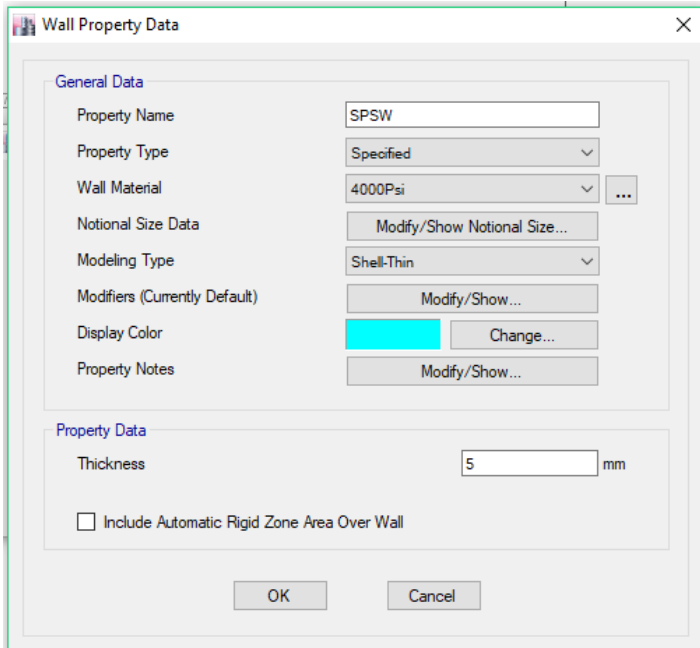 Wall Property Data
General Data
Property Name SPSW
Property Type Specified
Wall Material 4000Psi ...
Notional Size Data Modify/Show Notional Size...
Modeling Type Shell-Thin
Modifiers (Currently Default) Modify/Show...
Display Color Change...
Property Notes Modify/Show...
Property Data
Thickness 5 mm
Include Automatic Rigid Zone Area Over Wall
OK Cancel